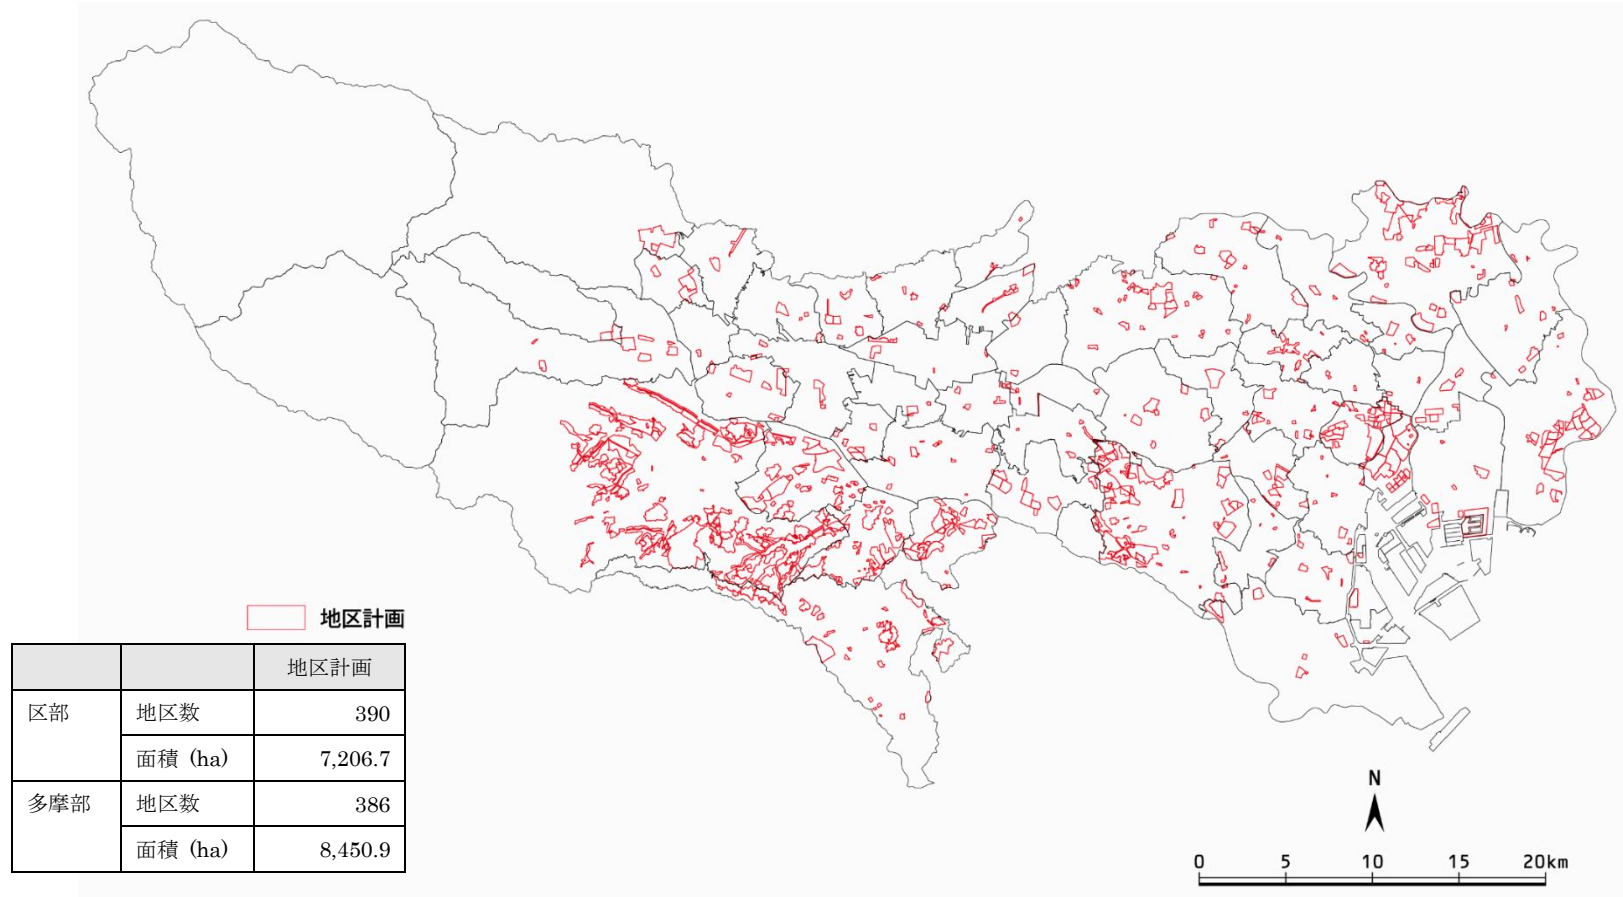 地区計画
地区計画
区部 地区数 390
面積 (ha) 7,206.7
多摩部 地区数 386
面積 (ha) 8,450.9
N
0 5 10 15 20km